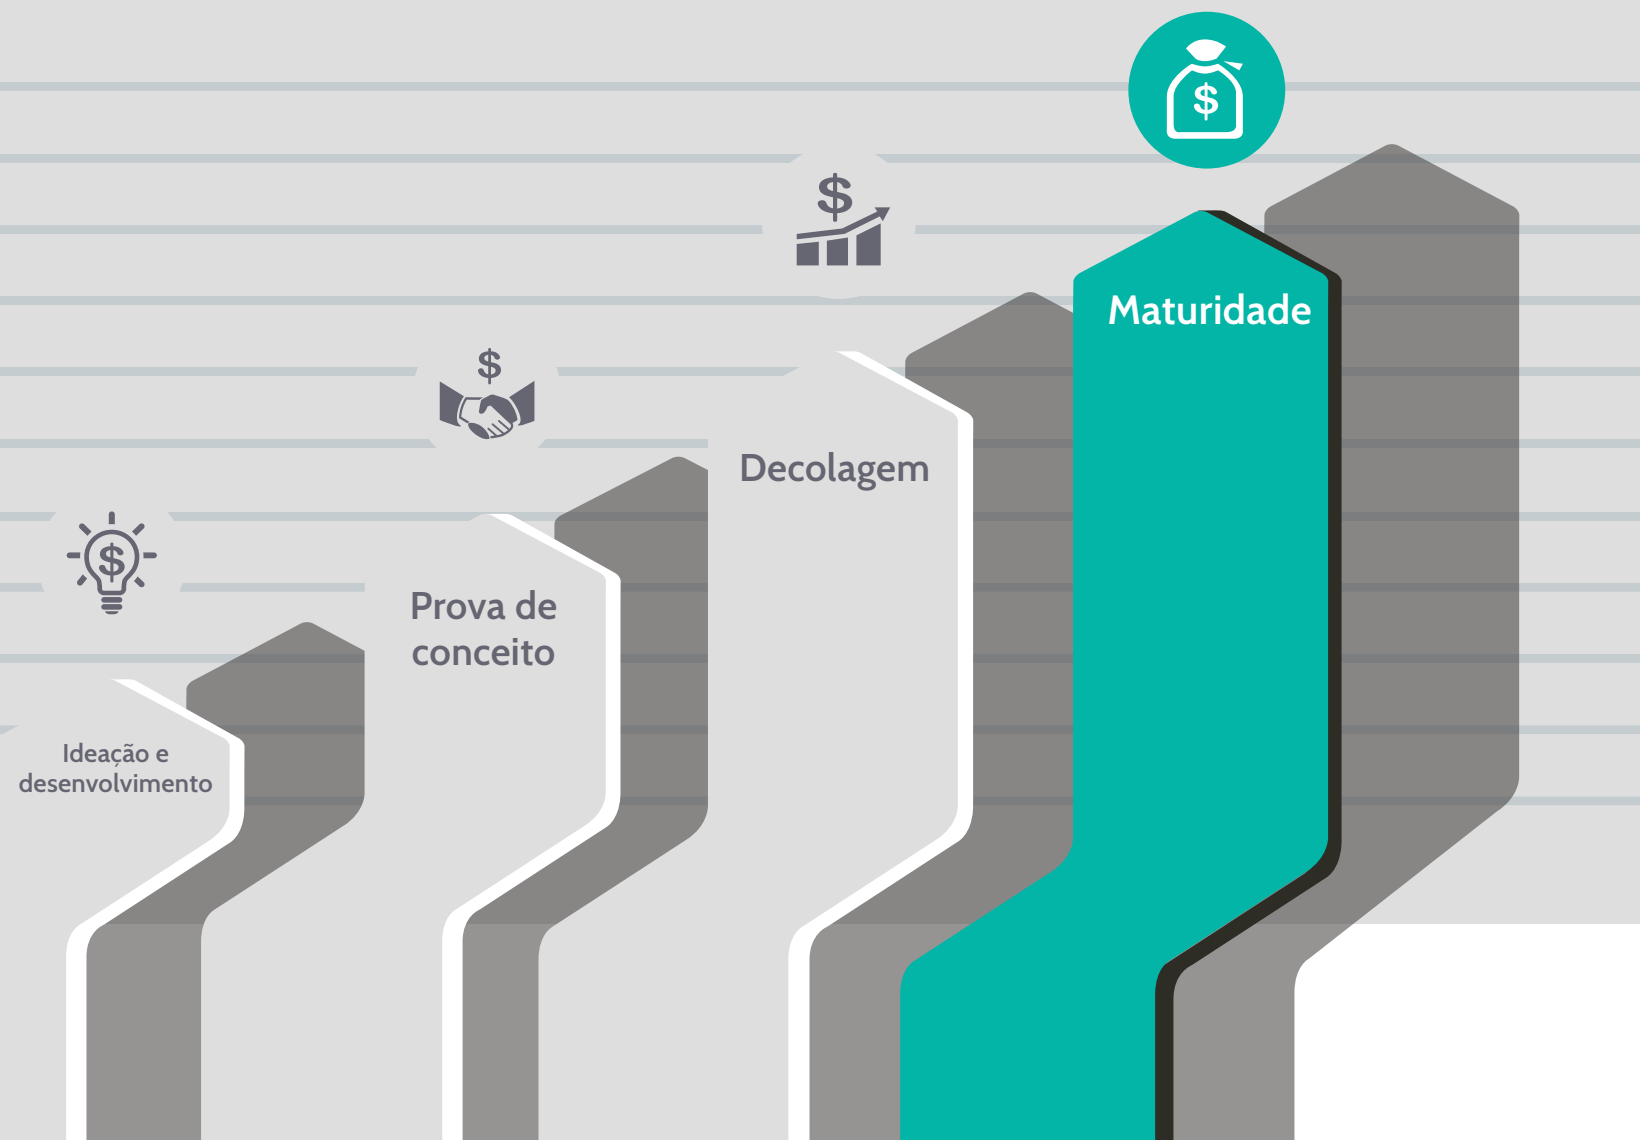 Ideação e
desenvolvimento
Prova de
conceito
Decolagem
Maturidade
$
$
$
$